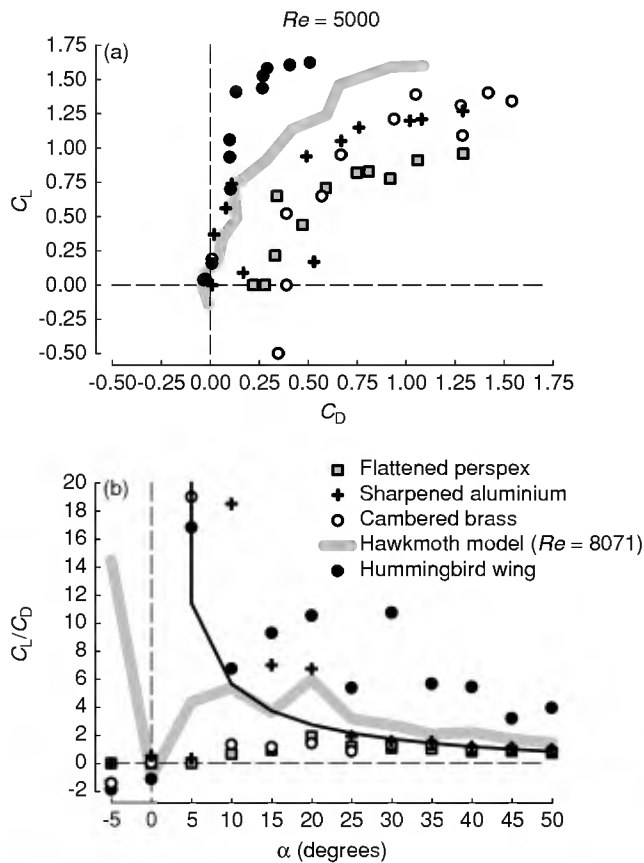 Re = 5000
(a)
1.75
1.50
1.25
1.00
0.75
0.50
0.25
0.00
-0.25
-0.50
CL
-0.50 -0.25 0.00 0.25 0.50 0.75 1.00 1.25 1.50 1.75
CD
(b)
Flattened perspex
Sharpened aluminium
Cambered brass
Hawkmoth model (Re = 8071)
Hummingbird wing
20
18
16
14
12
10
8
6
4
2
0
-2
CL/CD
-5 0 5 10 15 20 25 30 35 40 45 50
α (degrees)